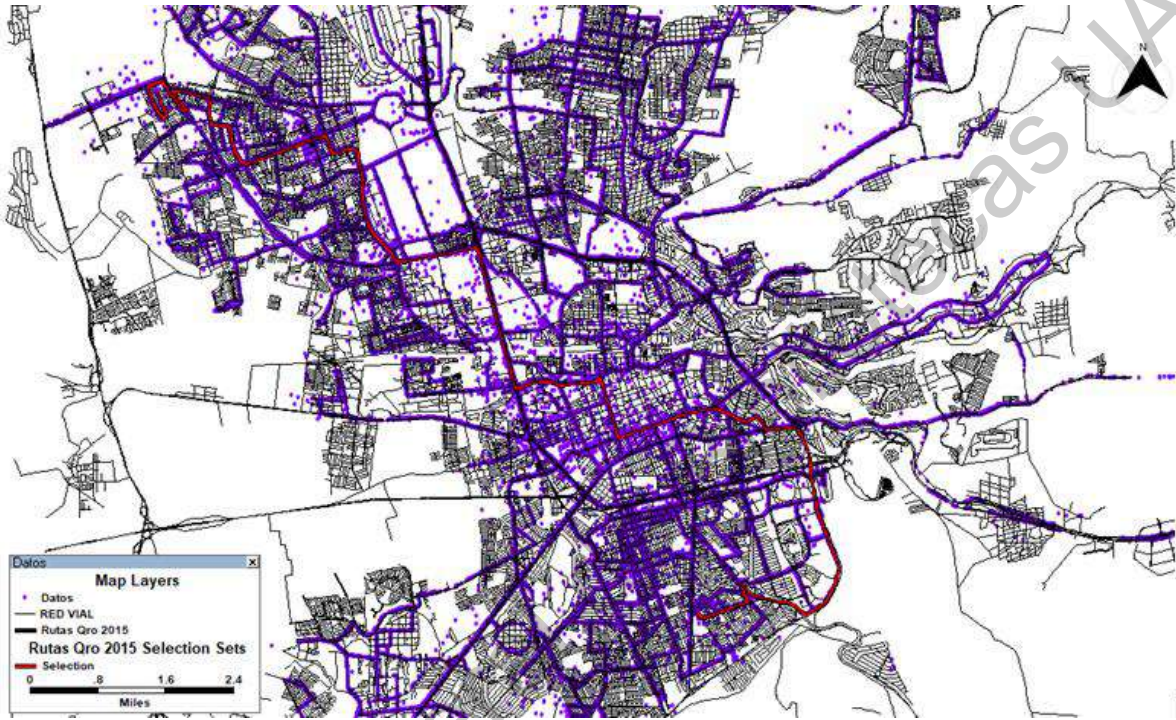 N
Datos
Map Layers
Datos
RED VIAL
Rutas Qro 2015
Rutas Qro 2015 Selection Sets
Selection
0 .8 1.6 2.4
Miles